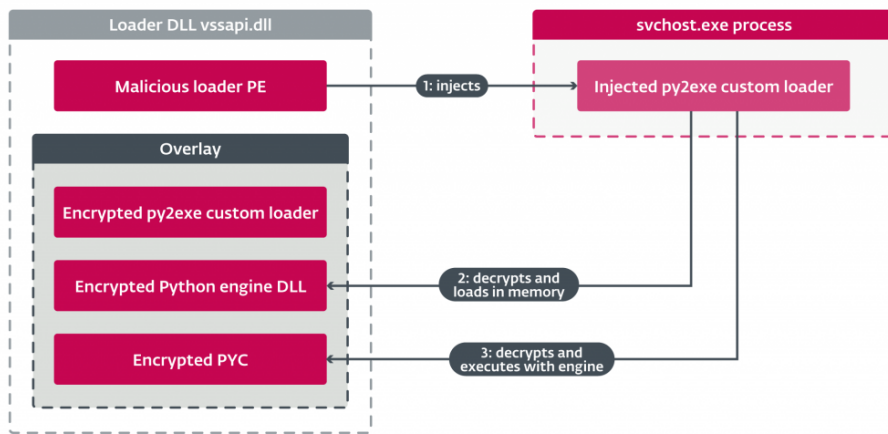 Loader DLL vssapi.dll
svchost.exe process
Malicious loader PE
1: injects
Injected py2exe custom loader
Overlay
Encrypted py2exe custom loader
Encrypted Python engine DLL
2: decrypts and
loads in memory
Encrypted PYC
3: decrypts and
executes with engine